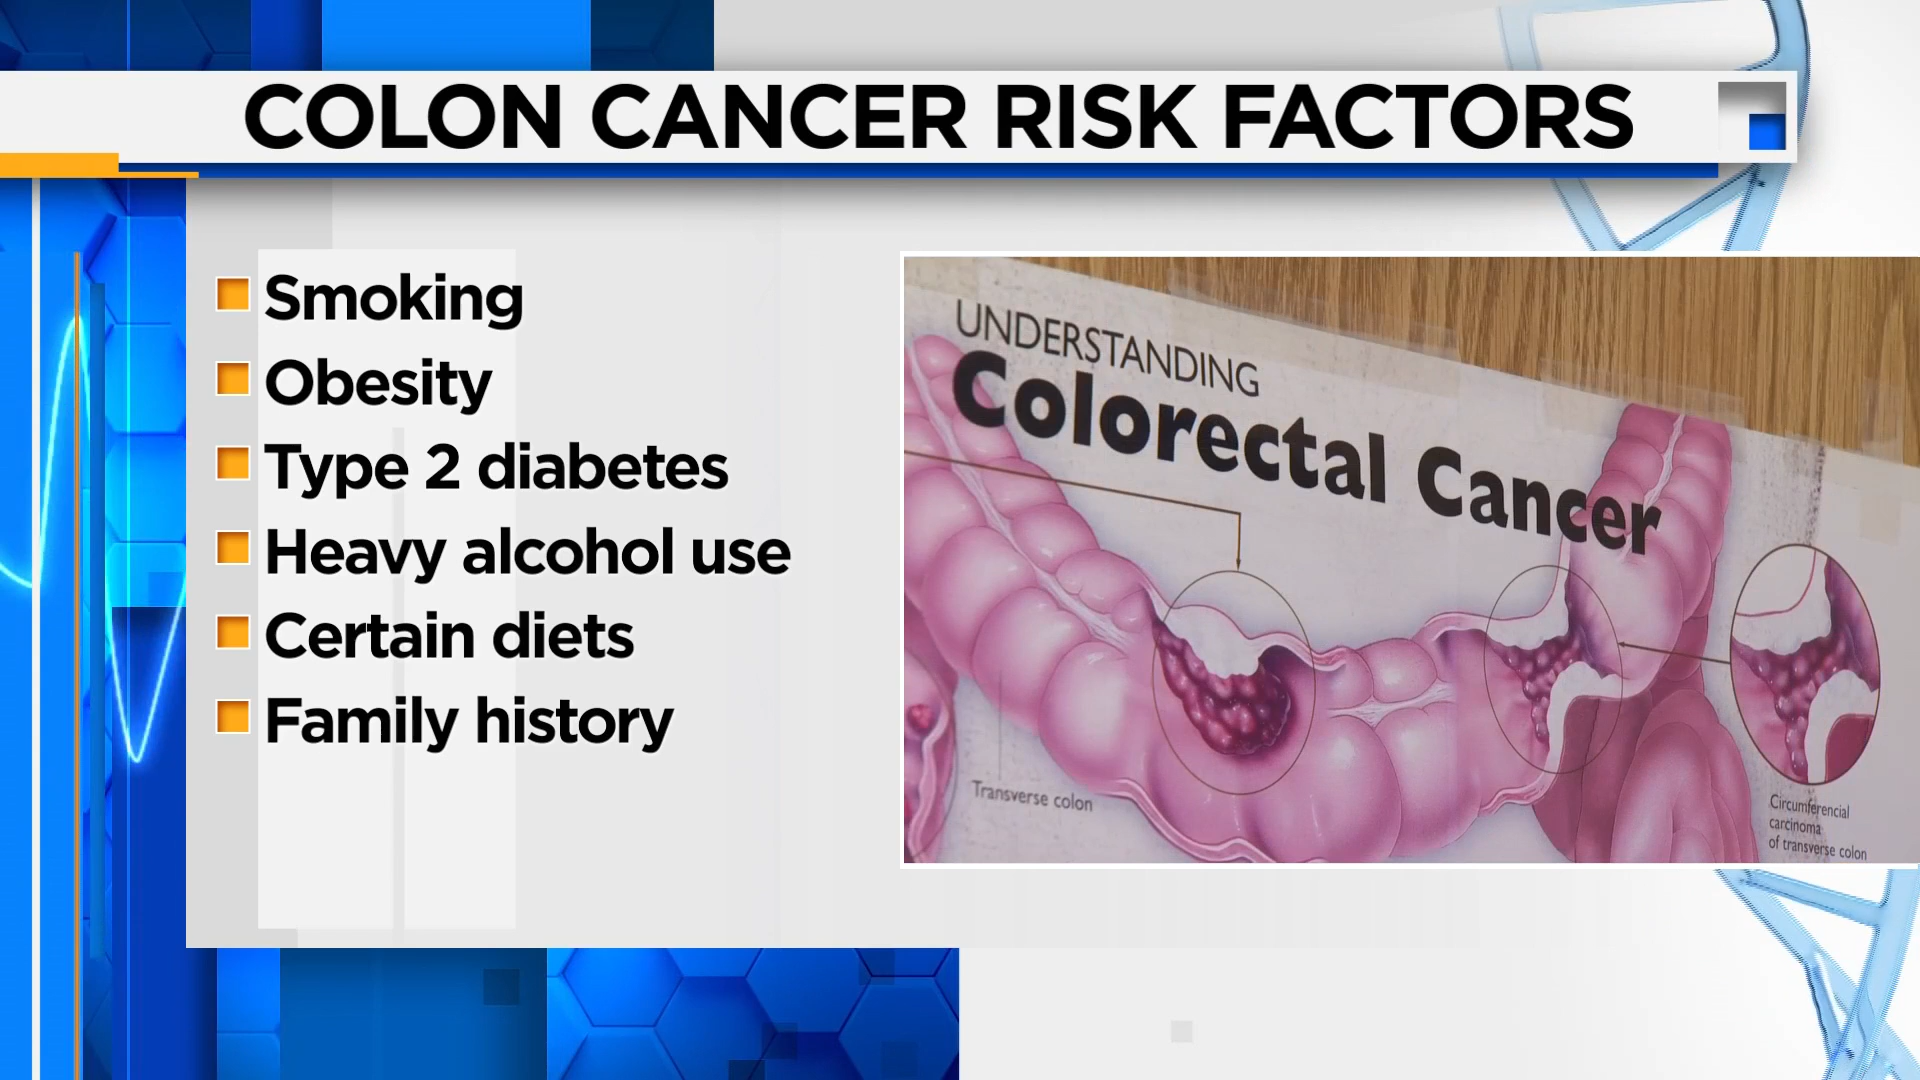 COLON CANCER RISK FACTORS
Smoking
Obesity
Type 2 diabetes
Heavy alcohol use
Certain diets
Family history
UNDERSTANDING
Colorectal Cancer
Transverse colon
Circumferencial
carcinoma
of transverse colon